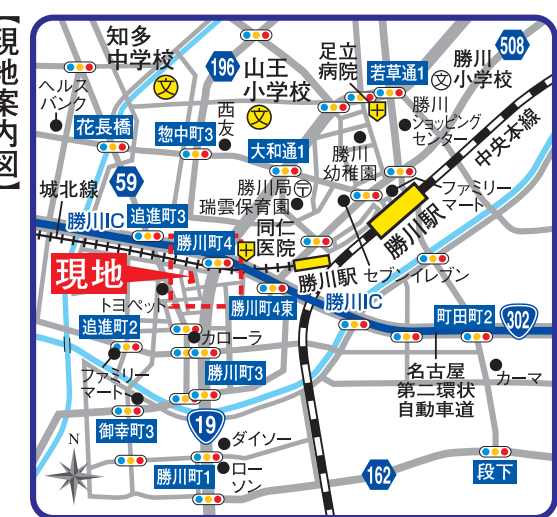 【現地案内図】
知多
中学校
196
山王
小学校
足立
病院
若草通1
勝川
小学校
508
文
文
文
ヘルス
バンク
花長橋
惣中町3
西
友
大和通1
勝川
ショッピング
センター
中央本線
勝川
幼稚園
59
城北線
勝川IC
追進町3
勝川局
〒
瑞雲保育園
ファミリー
マート
勝川町4
同仁
医院
勝川駅
現地
勝川駅
セブンイレブン
トヨペット
勝川町4東
勝川IC
町田町2
302
追進町2
カローラ
勝川町3
ファミリー
マート
名古屋
第二環状
自動車道
カーマ
御幸町3
19
N
ダイソー
ロー
ソン
勝川町1
162
段下